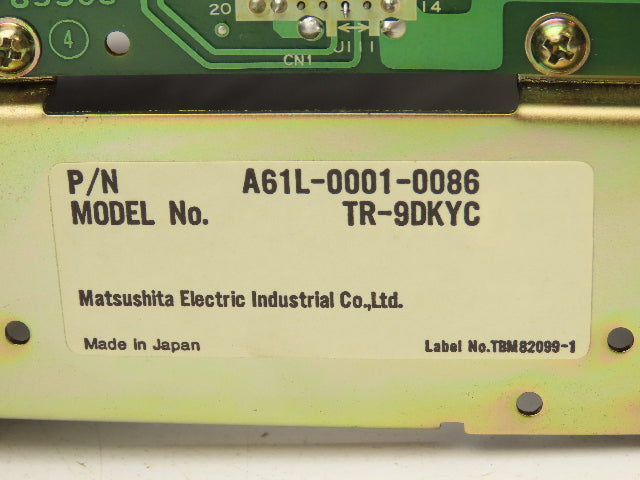 20
14
4
CN1
P/N A61L-0001-0086
MODEL No. TR-9DKYC
Matsushita Electric Industrial Co.,Ltd.
Made in Japan Label No.TBM82099-1